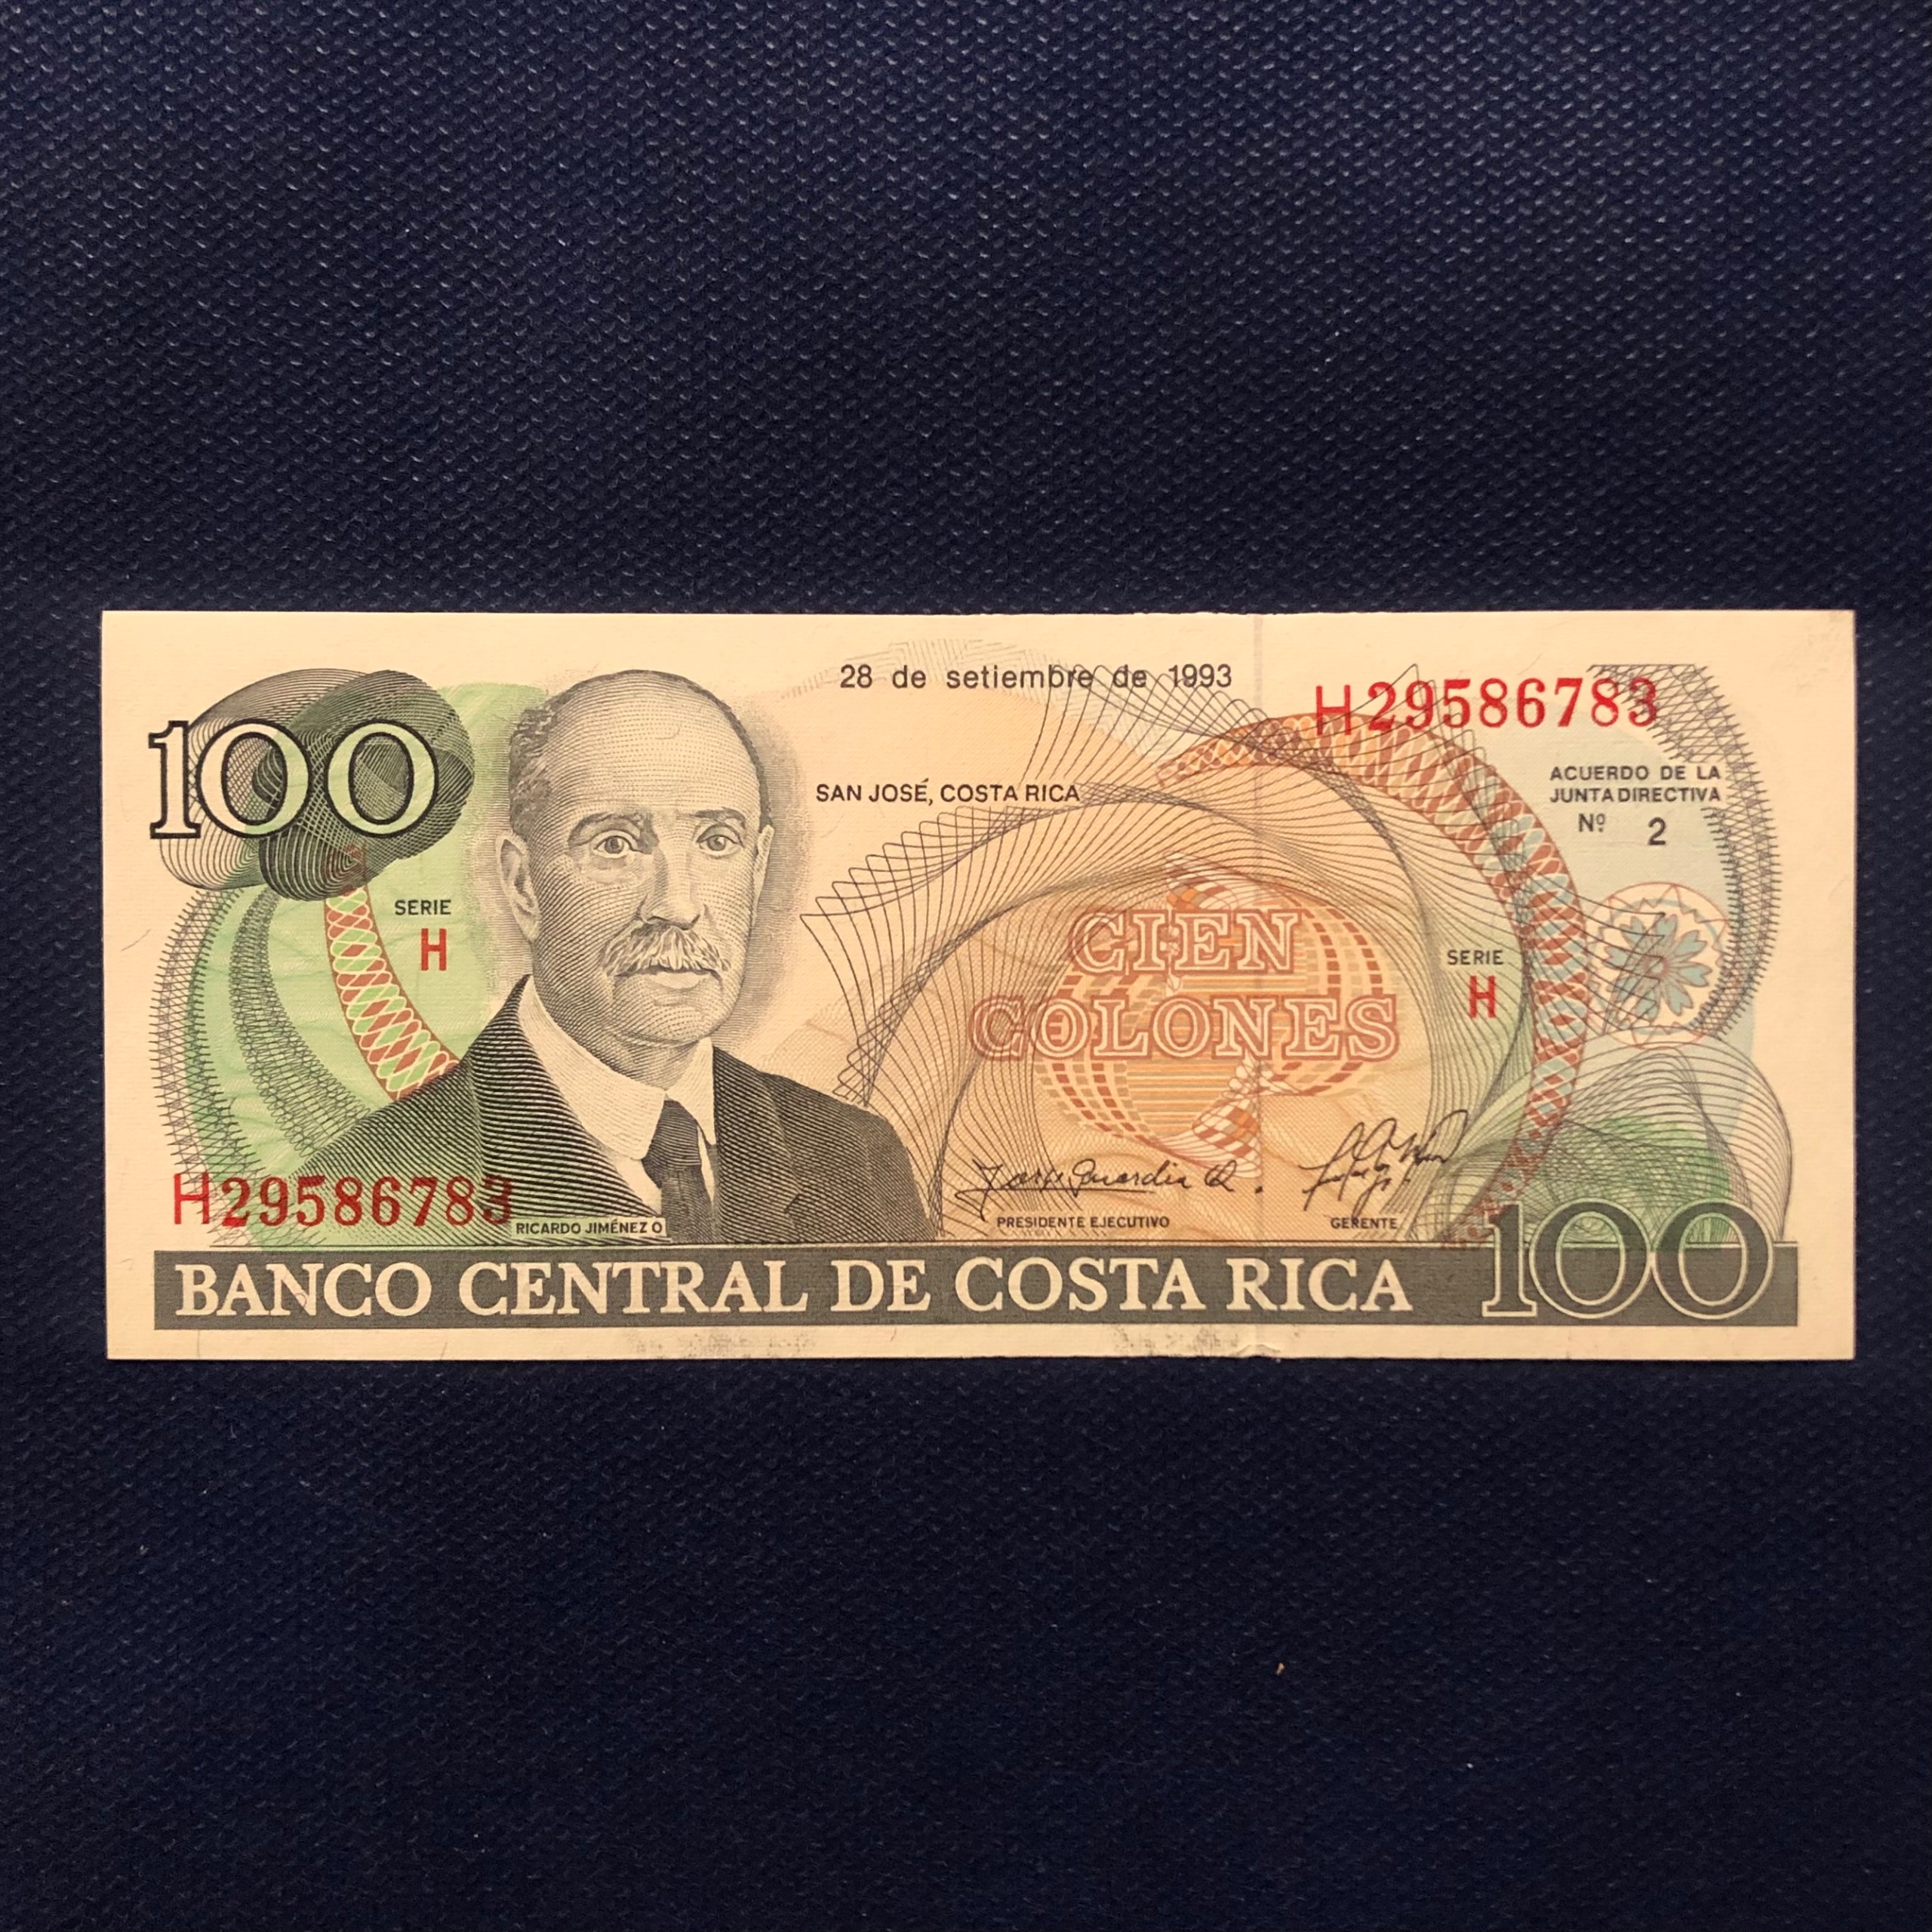 28 de setiembre de 1993
H29586783
100
SAN JOSÉ, COSTA RICA
ACUERDO DE LA
JUNTA DIRECTIVA
Nº 2
SERIE
H
CIEN
COLONES
SERIE
H
H29586783
RICARDO JIMÉNEZ O
PRESIDENTE EJECUTIVO
GERENTE
BANCO CENTRAL DE COSTA RICA
100